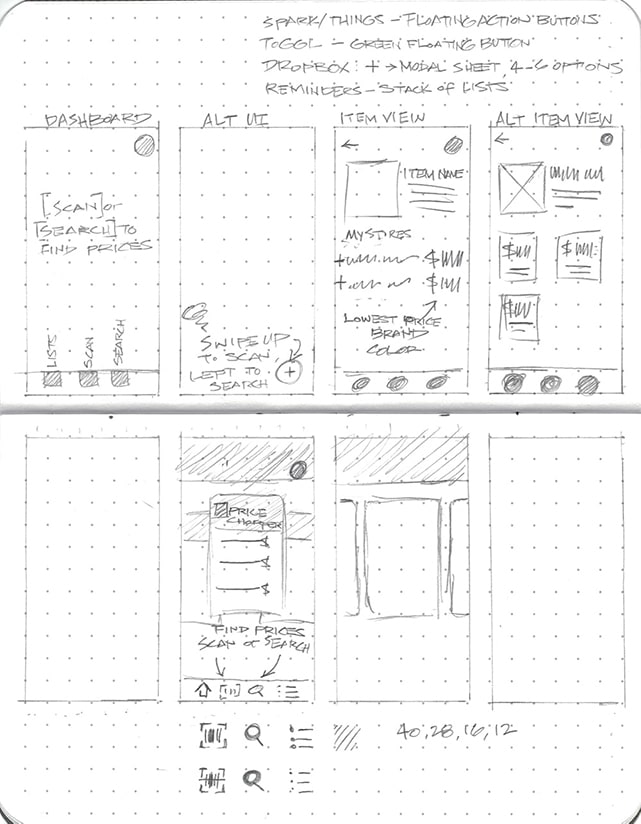 SPARK/THINGS – FLOATING ACTION BUTTONS
TOGGL – GREEN FLOATING BUTTON
DROPBOX: + → MODAL SHEET, 4-6 OPTIONS
REMINDERS – STACK OF LISTS
DASHBOARD
[SCAN] or
[SEARCH] TO
FIND PRICES
LISTS
SCAN
SEARCH
ALT UI
SWIPE UP
TO SCAN,
LEFT TO
SEARCH
+
ITEM VIEW
←
ITEM NAME
MY STORES
+
$
+
$
LOWEST PRICE
BRAND
COLOR
ALT ITEM VIEW
←
$
$
$
PRICE
CHOPPER
FIND PRICES
SCAN or SEARCH
40, 28, 16, 12